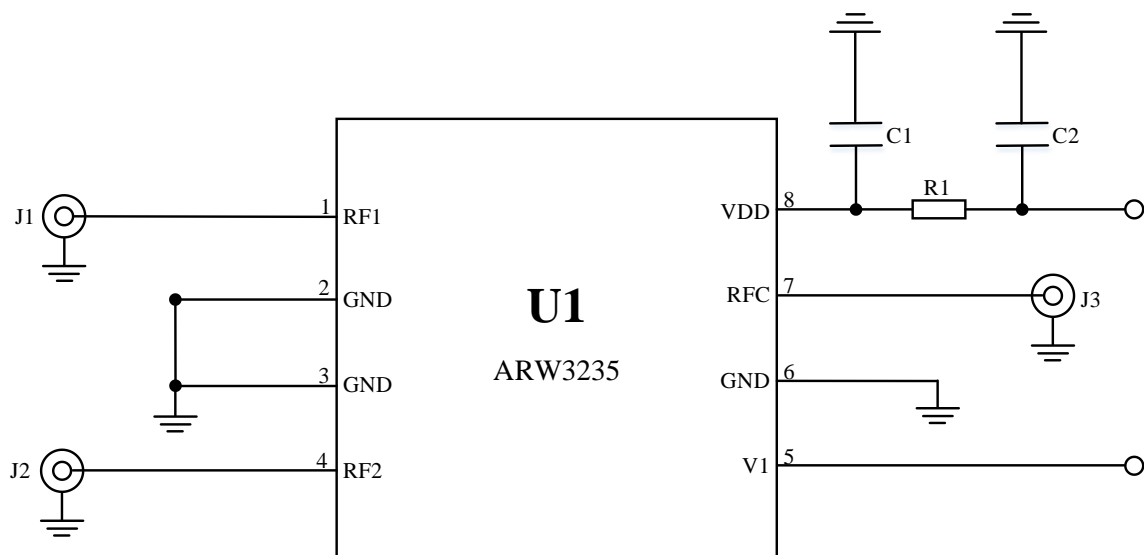 C1
C2
R1
J1
1
RF1
VDD
8
2
GND
U1
RFC
7
J3
ARW3235
3
GND
GND
6
J2
4
RF2
V1
5